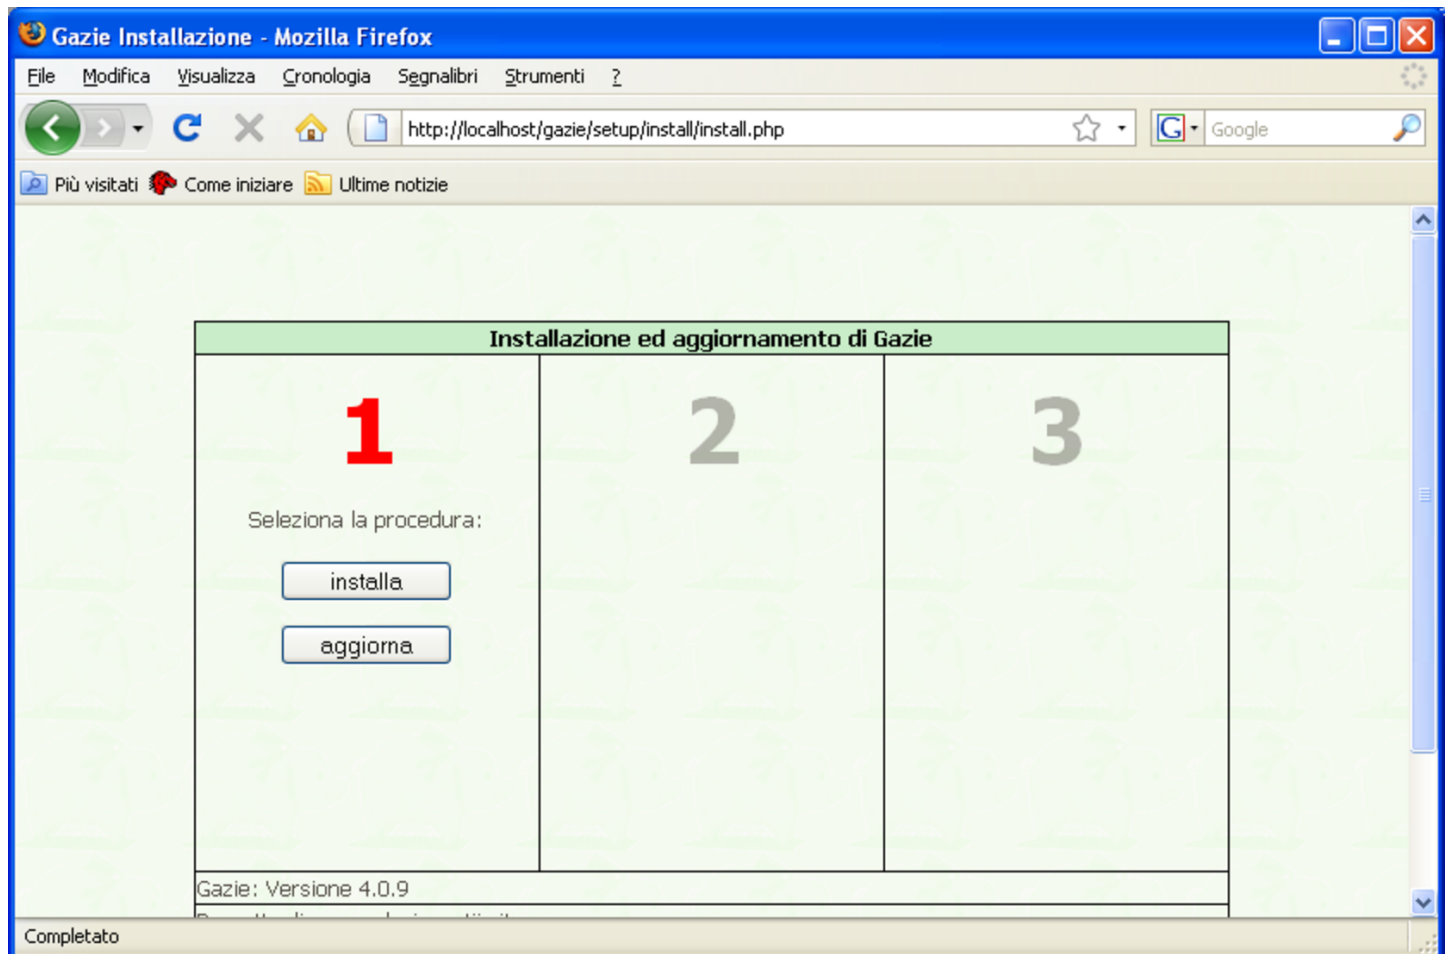 Gazie Installazione - Mozilla Firefox
File Modifica Visualizza Cronologia Segnalibri Strumenti ?
http://localhost/gazie/setup/install/install.php
G Google
Più visitati Come iniziare Ultime notizie
Installazione ed aggiornamento di Gazie
1 2 3
Seleziona la procedura:
installa
aggiorna
Gazie: Versione 4.0.9
Completato